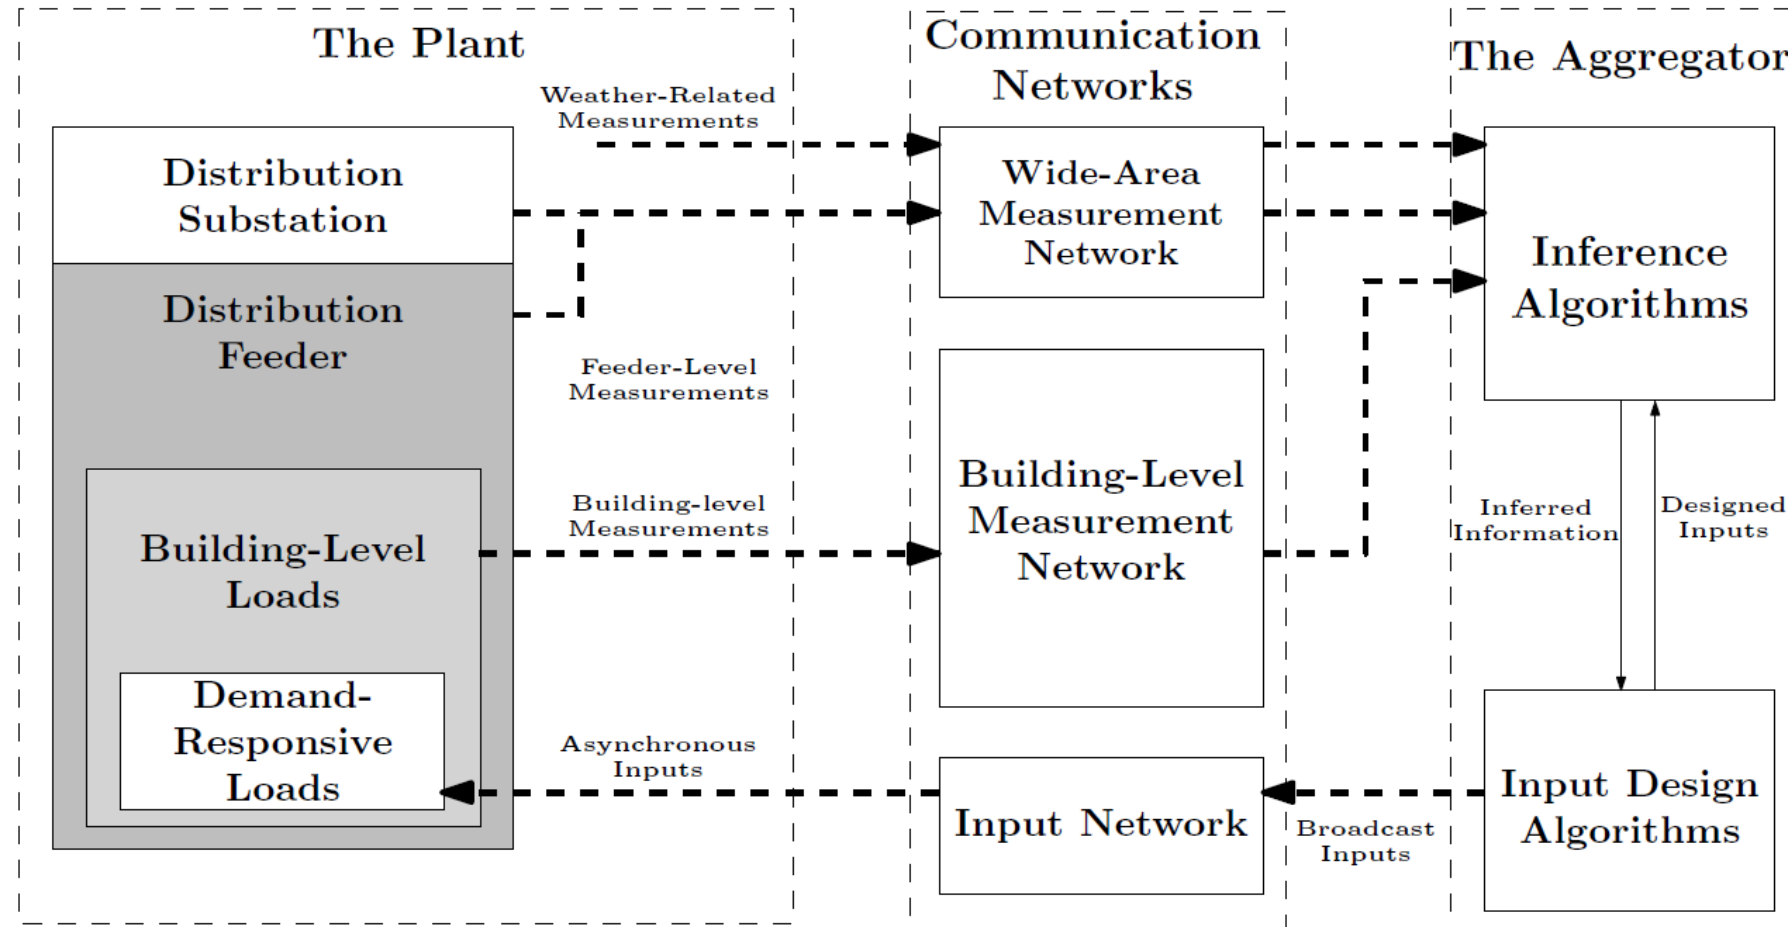 The Plant
Weather-Related
Measurements
Distribution
Substation
Distribution
Feeder
Feeder-Level
Measurements
Building-level
Measurements
Building-Level
Loads
Demand-
Responsive
Loads
Asynchronous
Inputs
Communication
Networks
Wide-Area
Measurement
Network
Building-Level
Measurement
Network
Input Network
Broadcast
Inputs
The Aggregator
Inference
Algorithms
Inferred
Information
Designed
Inputs
Input Design
Algorithms